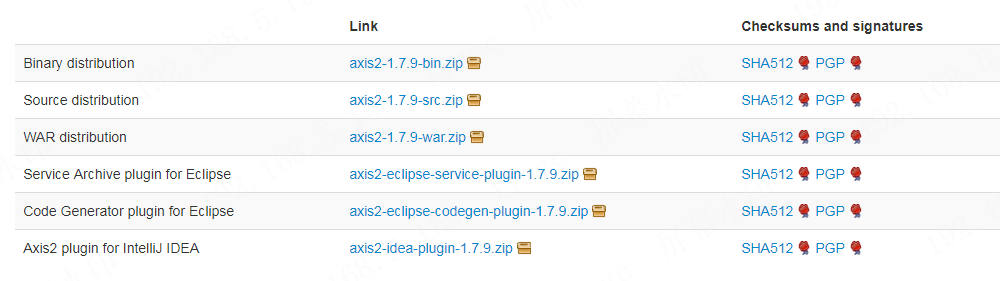 Link Checksums and signatures
Binary distribution axis2-1.7.9-bin.zip SHA512 PGP
Source distribution axis2-1.7.9-src.zip SHA512 PGP
WAR distribution axis2-1.7.9-war.zip SHA512 PGP
Service Archive plugin for Eclipse axis2-eclipse-service-plugin-1.7.9.zip SHA512 PGP
Code Generator plugin for Eclipse axis2-eclipse-codegen-plugin-1.7.9.zip SHA512 PGP
Axis2 plugin for IntelliJ IDEA axis2-idea-plugin-1.7.9.zip SHA512 PGP